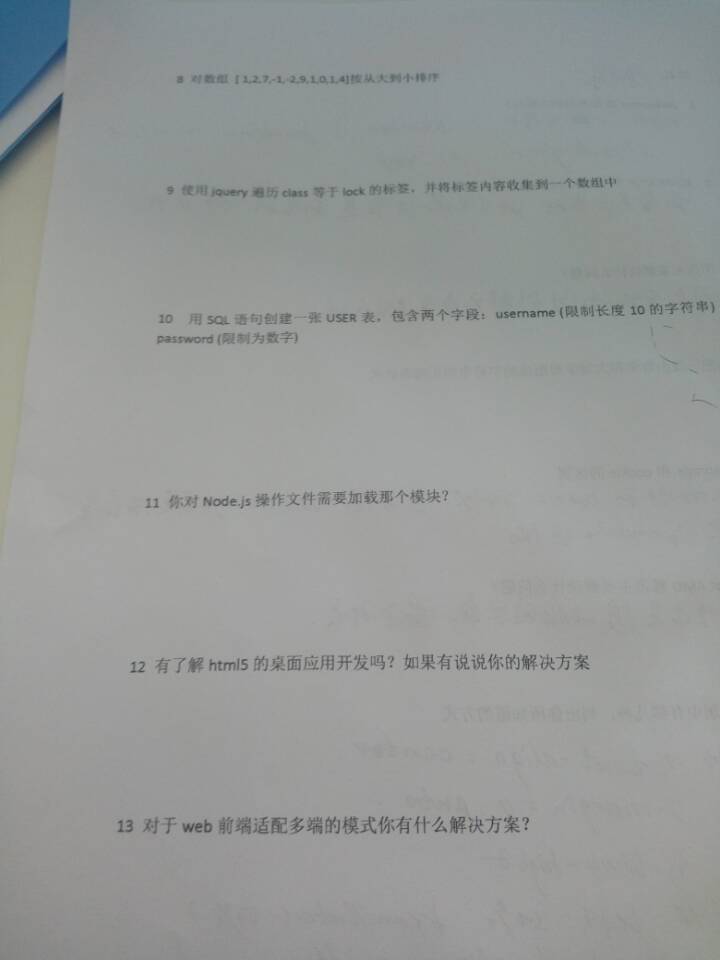 8 对数组 [1,2,7,-1,-2,9,1,0,1,4]按从大到小排序
9 使用 jquery 遍历 class 等于 lock 的标签，并将标签内容收集到一个数组中
10 用 SQL 语句创建一张 USER 表，包含两个字段：username (限制长度 10 的字符串)
password (限制为数字)
11 你对 Node.js 操作文件需要加载那个模块？
12 有了解 html5 的桌面应用开发吗？如果有说说你的解决方案
13 对于 web 前端适配多端的模式你有什么解决方案？